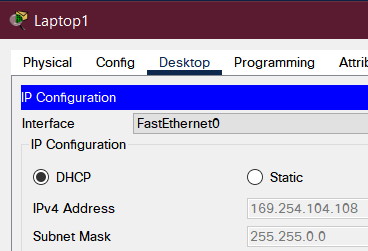 Laptop1
Physical Config Desktop Programming Attri
IP Configuration
Interface FastEthernet0
IP Configuration
DHCP Static
IPv4 Address 169.254.104.108
Subnet Mask 255.255.0.0